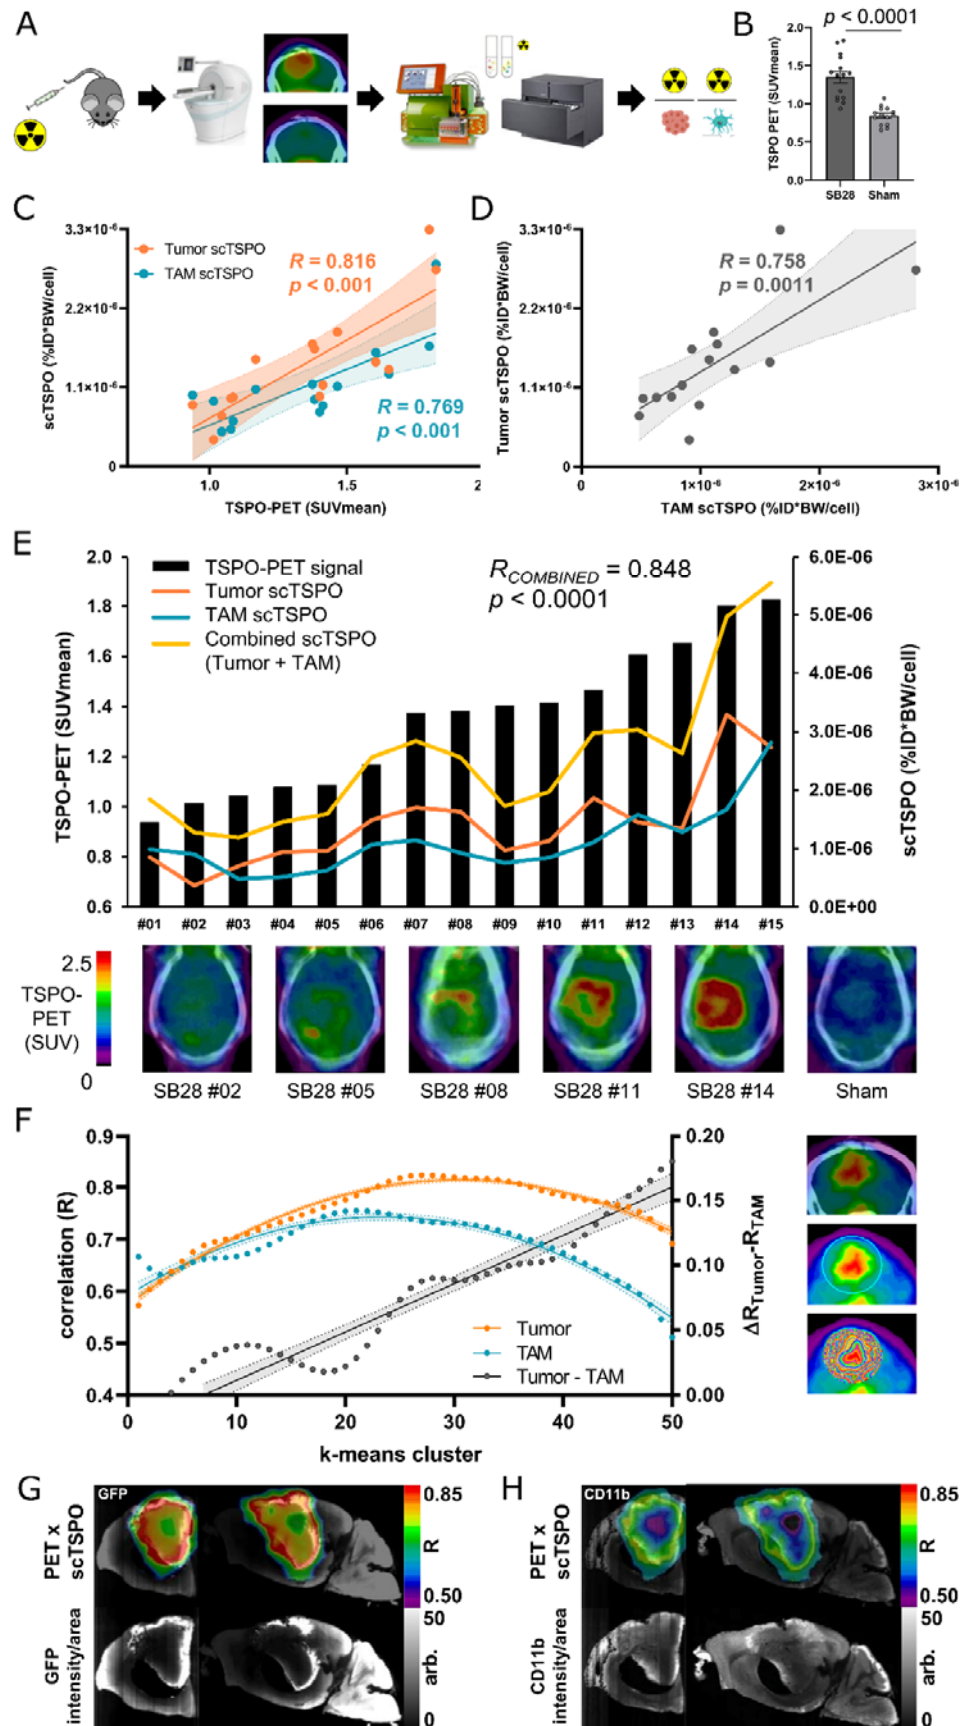 A
B
p < 0.0001
TSPO PET (SUVmean)
2.0
1.5
1.0
0.5
0.0
SB28
Sham
C
scTSPO (%ID*BW/cell)
3.3×10⁻⁶
2.2×10⁻⁶
1.1×10⁻⁶
0
Tumor scTSPO
TAM scTSPO
R = 0.816
p < 0.001
R = 0.769
p < 0.001
1.0
1.5
2
TSPO-PET (SUVmean)
D
Tumor scTSPO (%ID*BW/cell)
3.3×10⁻⁶
2.2×10⁻⁶
1.1×10⁻⁶
0
R = 0.758
p = 0.0011
0
1×10⁻⁶
2×10⁻⁶
3×10⁻⁶
TAM scTSPO (%ID*BW/cell)
E
TSPO-PET (SUVmean)
2.0
1.8
1.6
1.4
1.2
1.0
0.8
0.6
TSPO-PET signal
Tumor scTSPO
TAM scTSPO
Combined scTSPO
(Tumor + TAM)
R COMBINED = 0.848
p < 0.0001
6.0E-06
5.0E-06
4.0E-06
3.0E-06
2.0E-06
1.0E-06
0.0E+00
scTSPO (%ID*BW/cell)
#01 #02 #03 #04 #05 #06 #07 #08 #09 #10 #11 #12 #13 #14 #15
2.5
TSPO-
PET
(SUV)
0
SB28 #02
SB28 #05
SB28 #08
SB28 #11
SB28 #14
Sham
F
correlation (R)
0.9
0.8
0.7
0.6
0.5
0.4
Tumor
TAM
Tumor - TAM
0.20
0.15
0.10
0.05
0.00
ΔRTumor-RTAM
0 10 20 30 40 50
k-means cluster
G
PET x
scTSPO
GFP
0.85
R
0.50
GFP
intensity/area
50
arb.
0
H
PET x
scTSPO
CD11b
0.85
R
0.50
CD11b
intensity/area
50
arb.
0